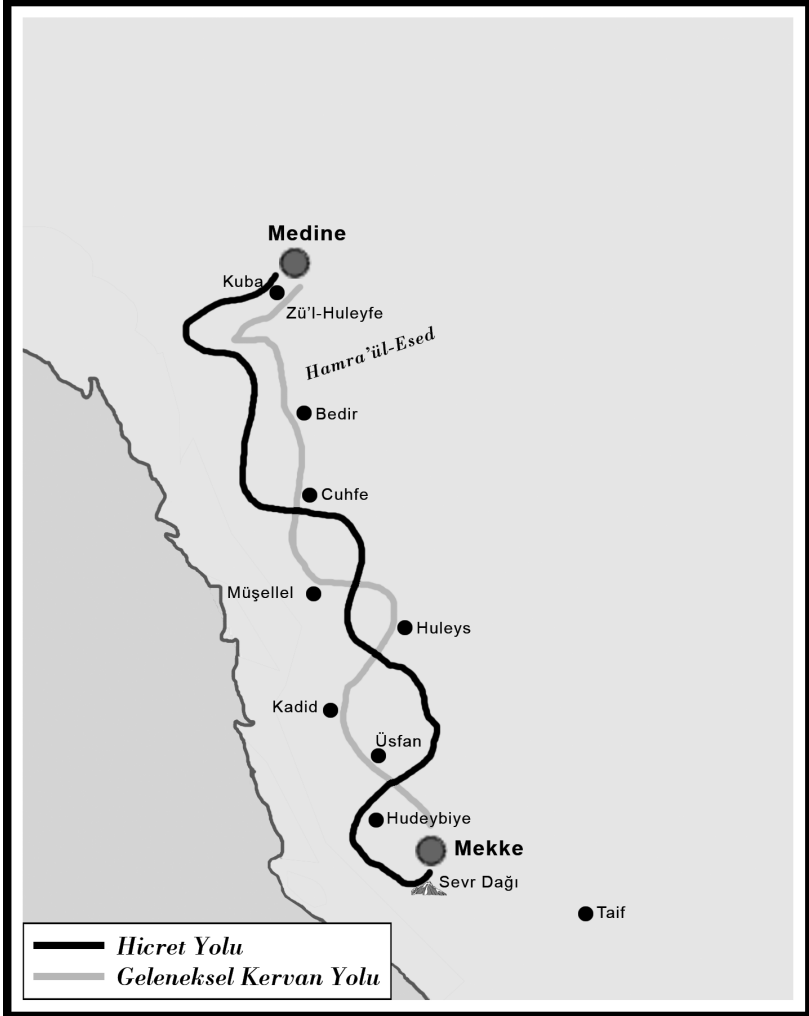 Medine
Kuba
Zü'l-Huleyfe
Hamra'ül-Esed
Bedir
Cuhfe
Müşellel
Huleys
Kadid
Üsfan
Hudeybiye
Mekke
Sevr Dağı
Taif
Hicret Yolu
Geleneksel Kervan Yolu